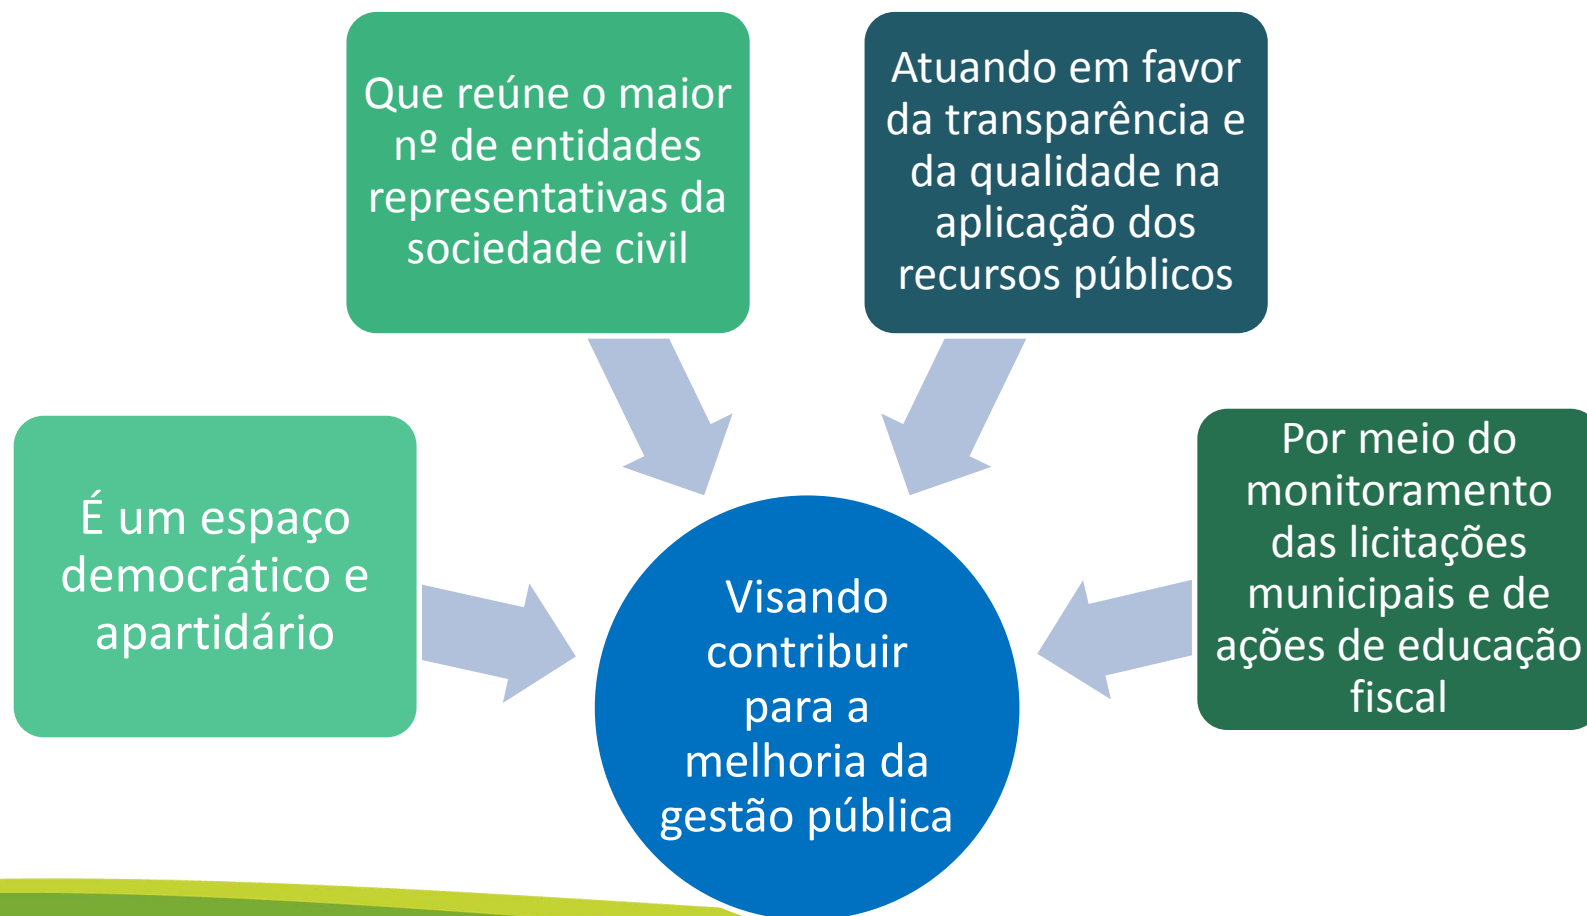 É um espaço
democrático e
apartidário
Que reúne o maior
nº de entidades
representativas da
sociedade civil
Atuando em favor
da transparência e
da qualidade na
aplicação dos
recursos públicos
Por meio do
monitoramento
das licitações
municipais e de
ações de educação
fiscal
Visando
contribuir
para a
melhoria da
gestão pública